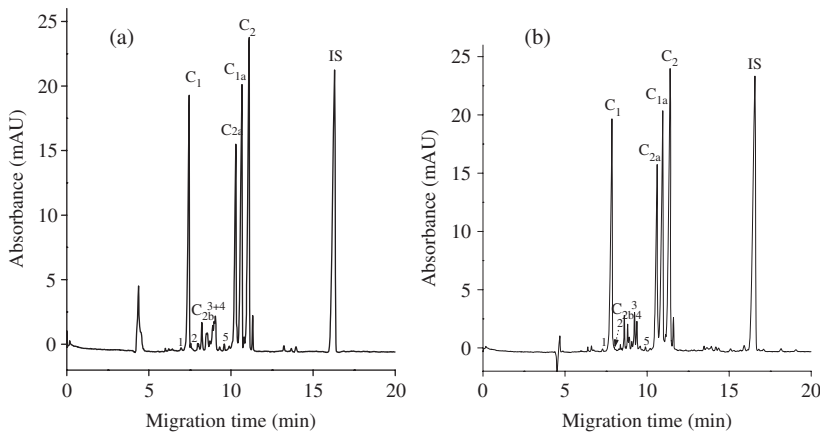 (a)
C1
C2a
C1a
C2
IS
C2b
3+4
1
2
5
25
20
15
10
5
0
0 5 10 15 20
Absorbance (mAU)
Migration time (min)
(b)
C1
C2a
C1a
C2
IS
C2b
3
4
1
2
5
25
20
15
10
5
0
0 5 10 15 20
Absorbance (mAU)
Migration time (min)